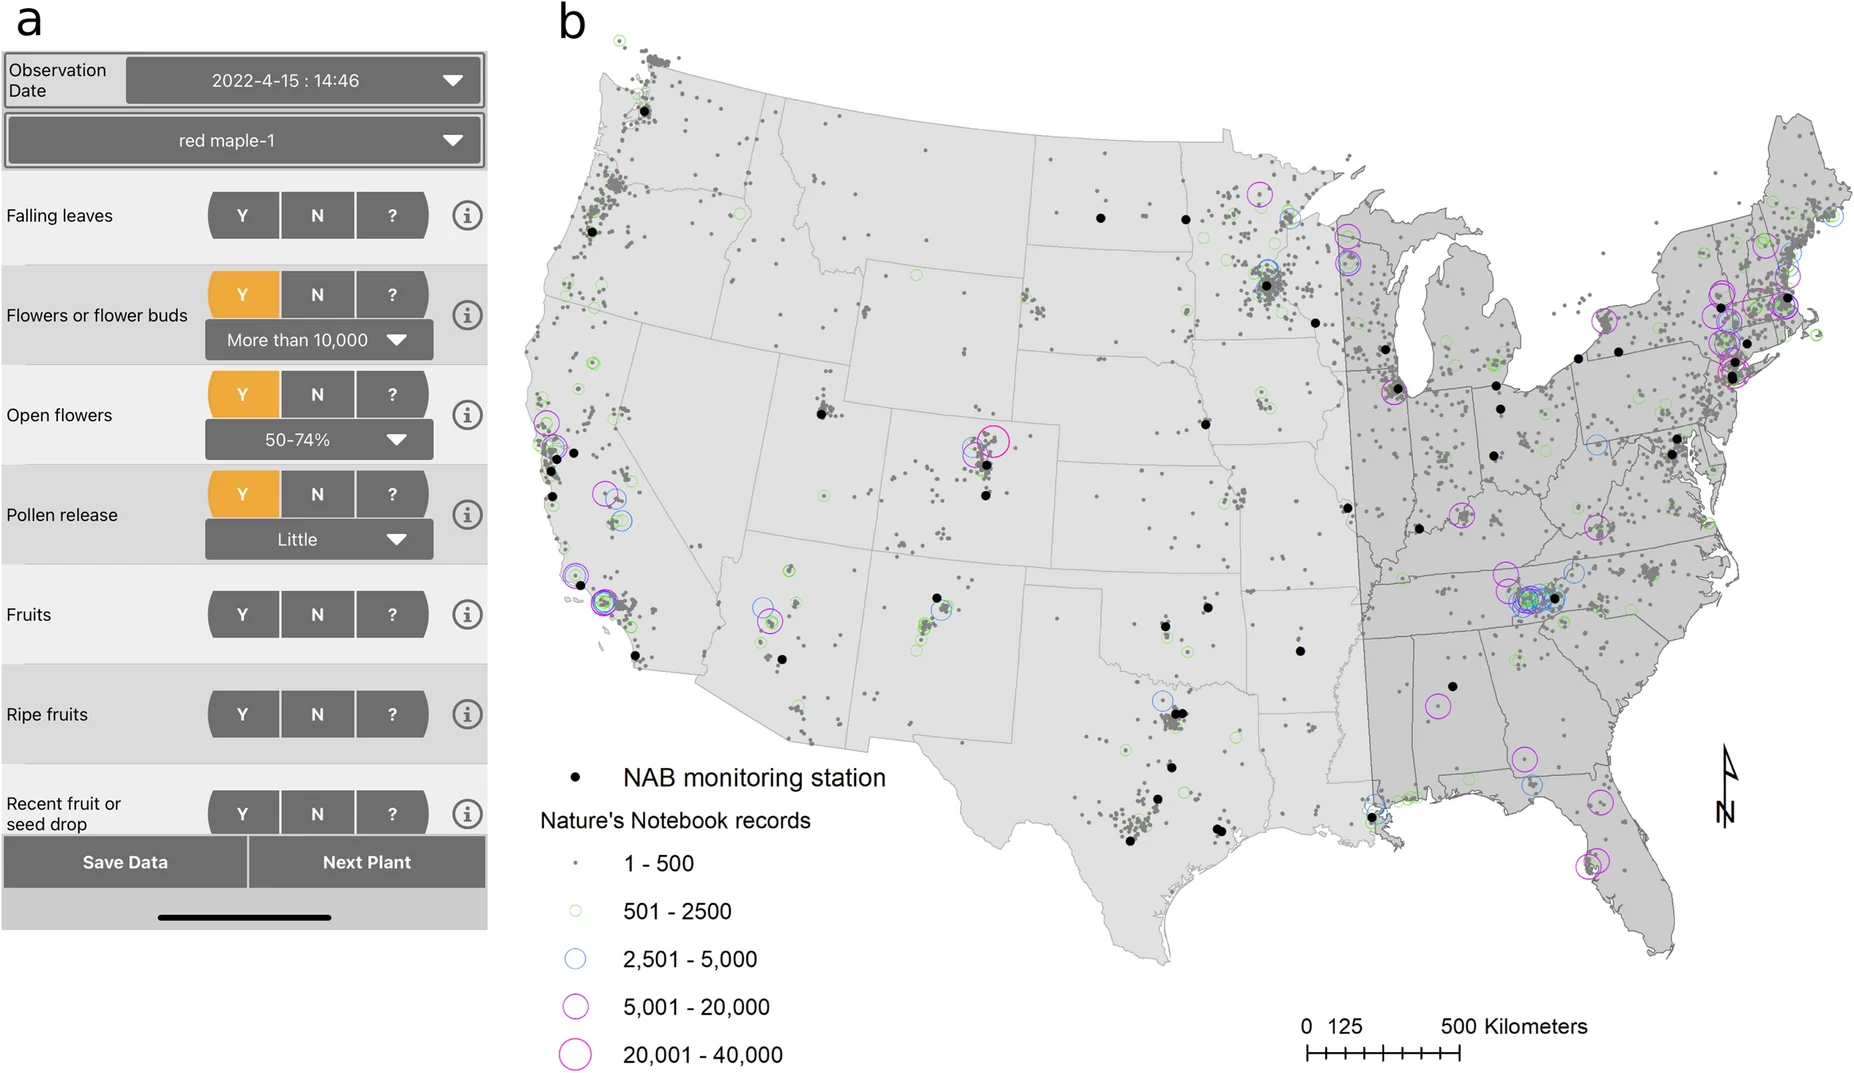 a
Observation
Date
2022-4-15 : 14:46
red maple-1
Falling leaves
Y N ?
Flowers or flower buds
Y N ?
More than 10,000
Open flowers
Y N ?
50-74%
Pollen release
Y N ?
Little
Fruits
Y N ?
Ripe fruits
Y N ?
Recent fruit or
seed drop
Y N ?
Save Data
Next Plant
b
NAB monitoring station
Nature's Notebook records
1 - 500
501 - 2500
2,501 - 5,000
5,001 - 20,000
20,001 - 40,000
N
0 125 500 Kilometers